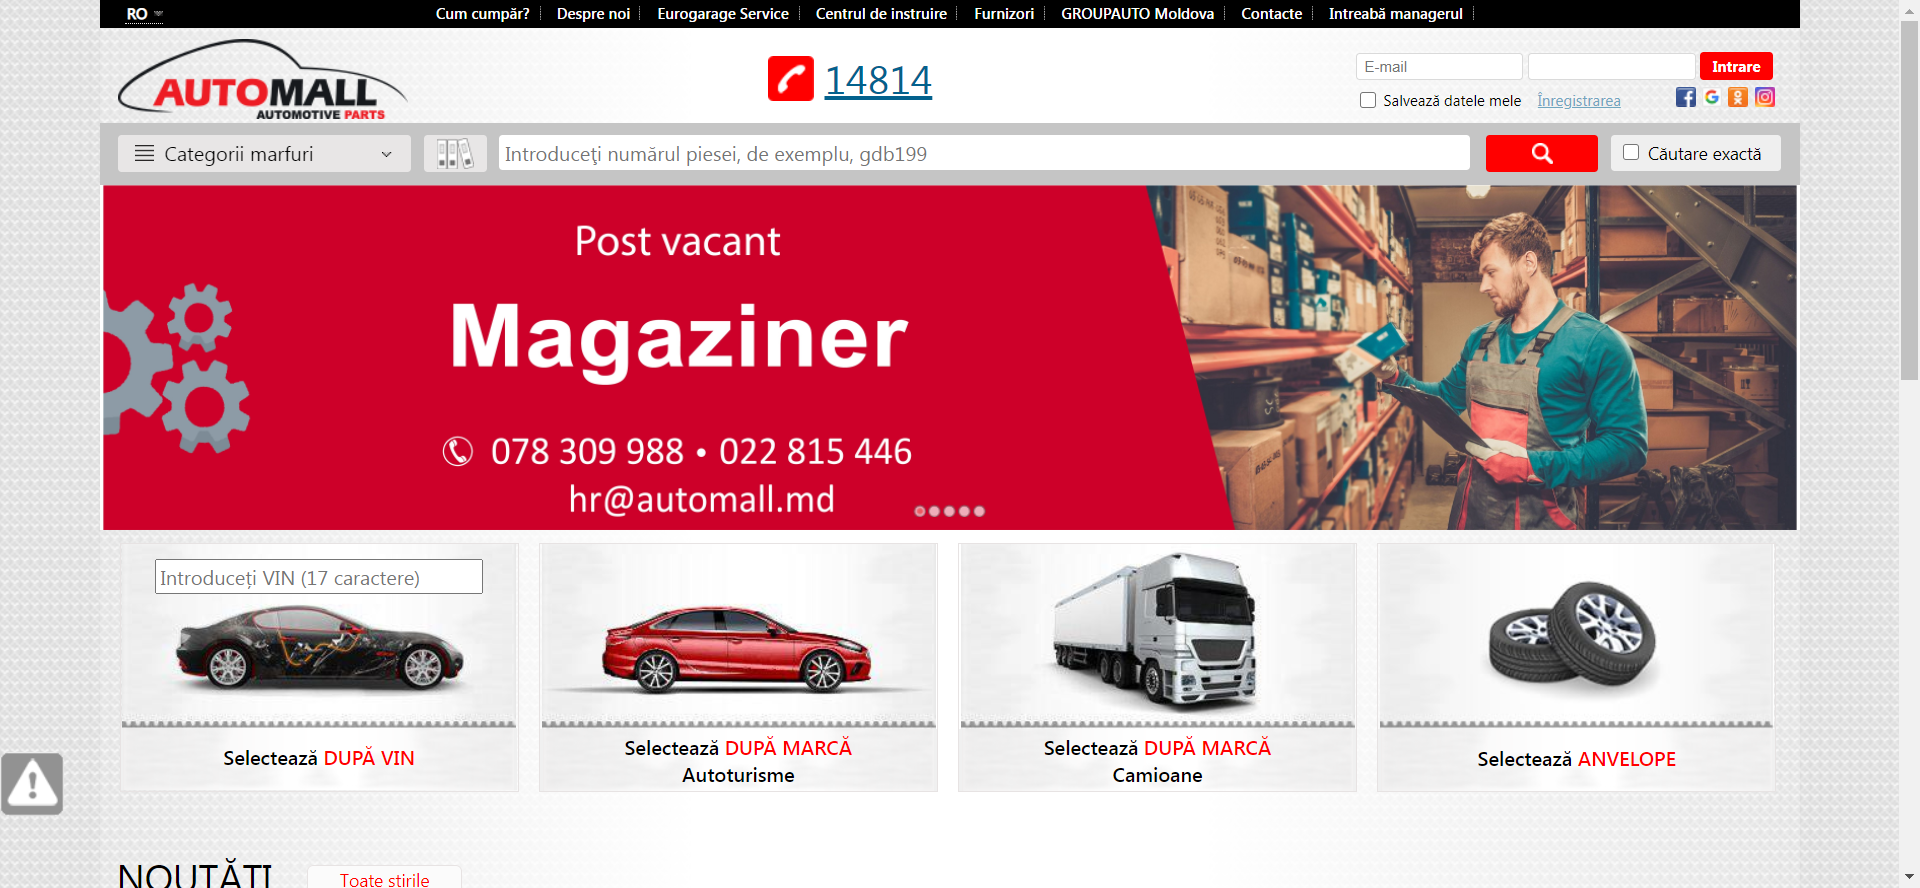 RO
Cum cumpăr?
Despre noi
Eurogarage Service
Centrul de instruire
Furnizori
GROUPAUTO Moldova
Contacte
Intreabă managerul
AUTOMALL
AUTOMOTIVE PARTS
14814
E-mail
Intrare
Salvează datele mele
Înregistrarea
Categorii marfuri
Introduceţi numărul piesei, de exemplu, gdb199
Căutare exactă
Post vacant
Magaziner
078 309 988 • 022 815 446
hr@automall.md
Introduceți VIN (17 caractere)
Selectează DUPĂ VIN
Selectează DUPĂ MARCĂ
Autoturisme
Selectează DUPĂ MARCĂ
Camioane
Selectează ANVELOPE
NOUTĂȚI
Toate știrile